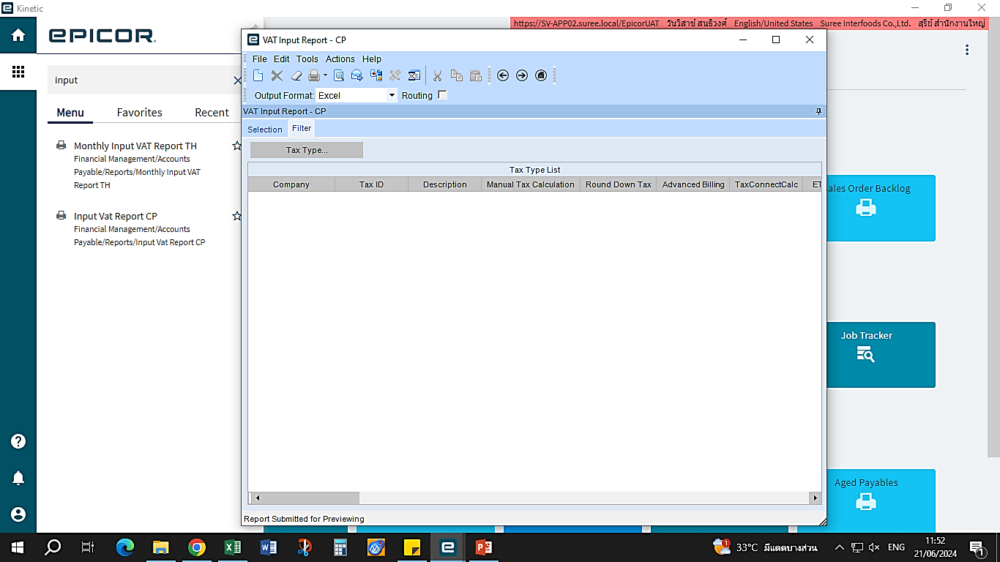 Kinetic
EPICOR
https://SV-APP02.suree.local/EpicorUAT วันวิสาข์ สนธิวงศ์ English/United States Suree Interfoods Co.,Ltd. สุรีย์ สำนักงานใหญ่
input
Menu Favorites Recent
Monthly Input VAT Report TH
Financial Management/Accounts
Payable/Reports/Monthly Input VAT
Report TH
Input Vat Report CP
Financial Management/Accounts
Payable/Reports/Input Vat Report CP
VAT Input Report - CP
File Edit Tools Actions Help
Output Format: Excel Routing
VAT Input Report - CP
Selection Filter
Tax Type...
Tax Type List
Company Tax ID Description Manual Tax Calculation Round Down Tax Advanced Billing TaxConnectCalc ET
Report Submitted for Previewing
ales Order Backlog
Job Tracker
Aged Payables
33°C มีแดดบางส่วน ENG
11:52
21/06/2024